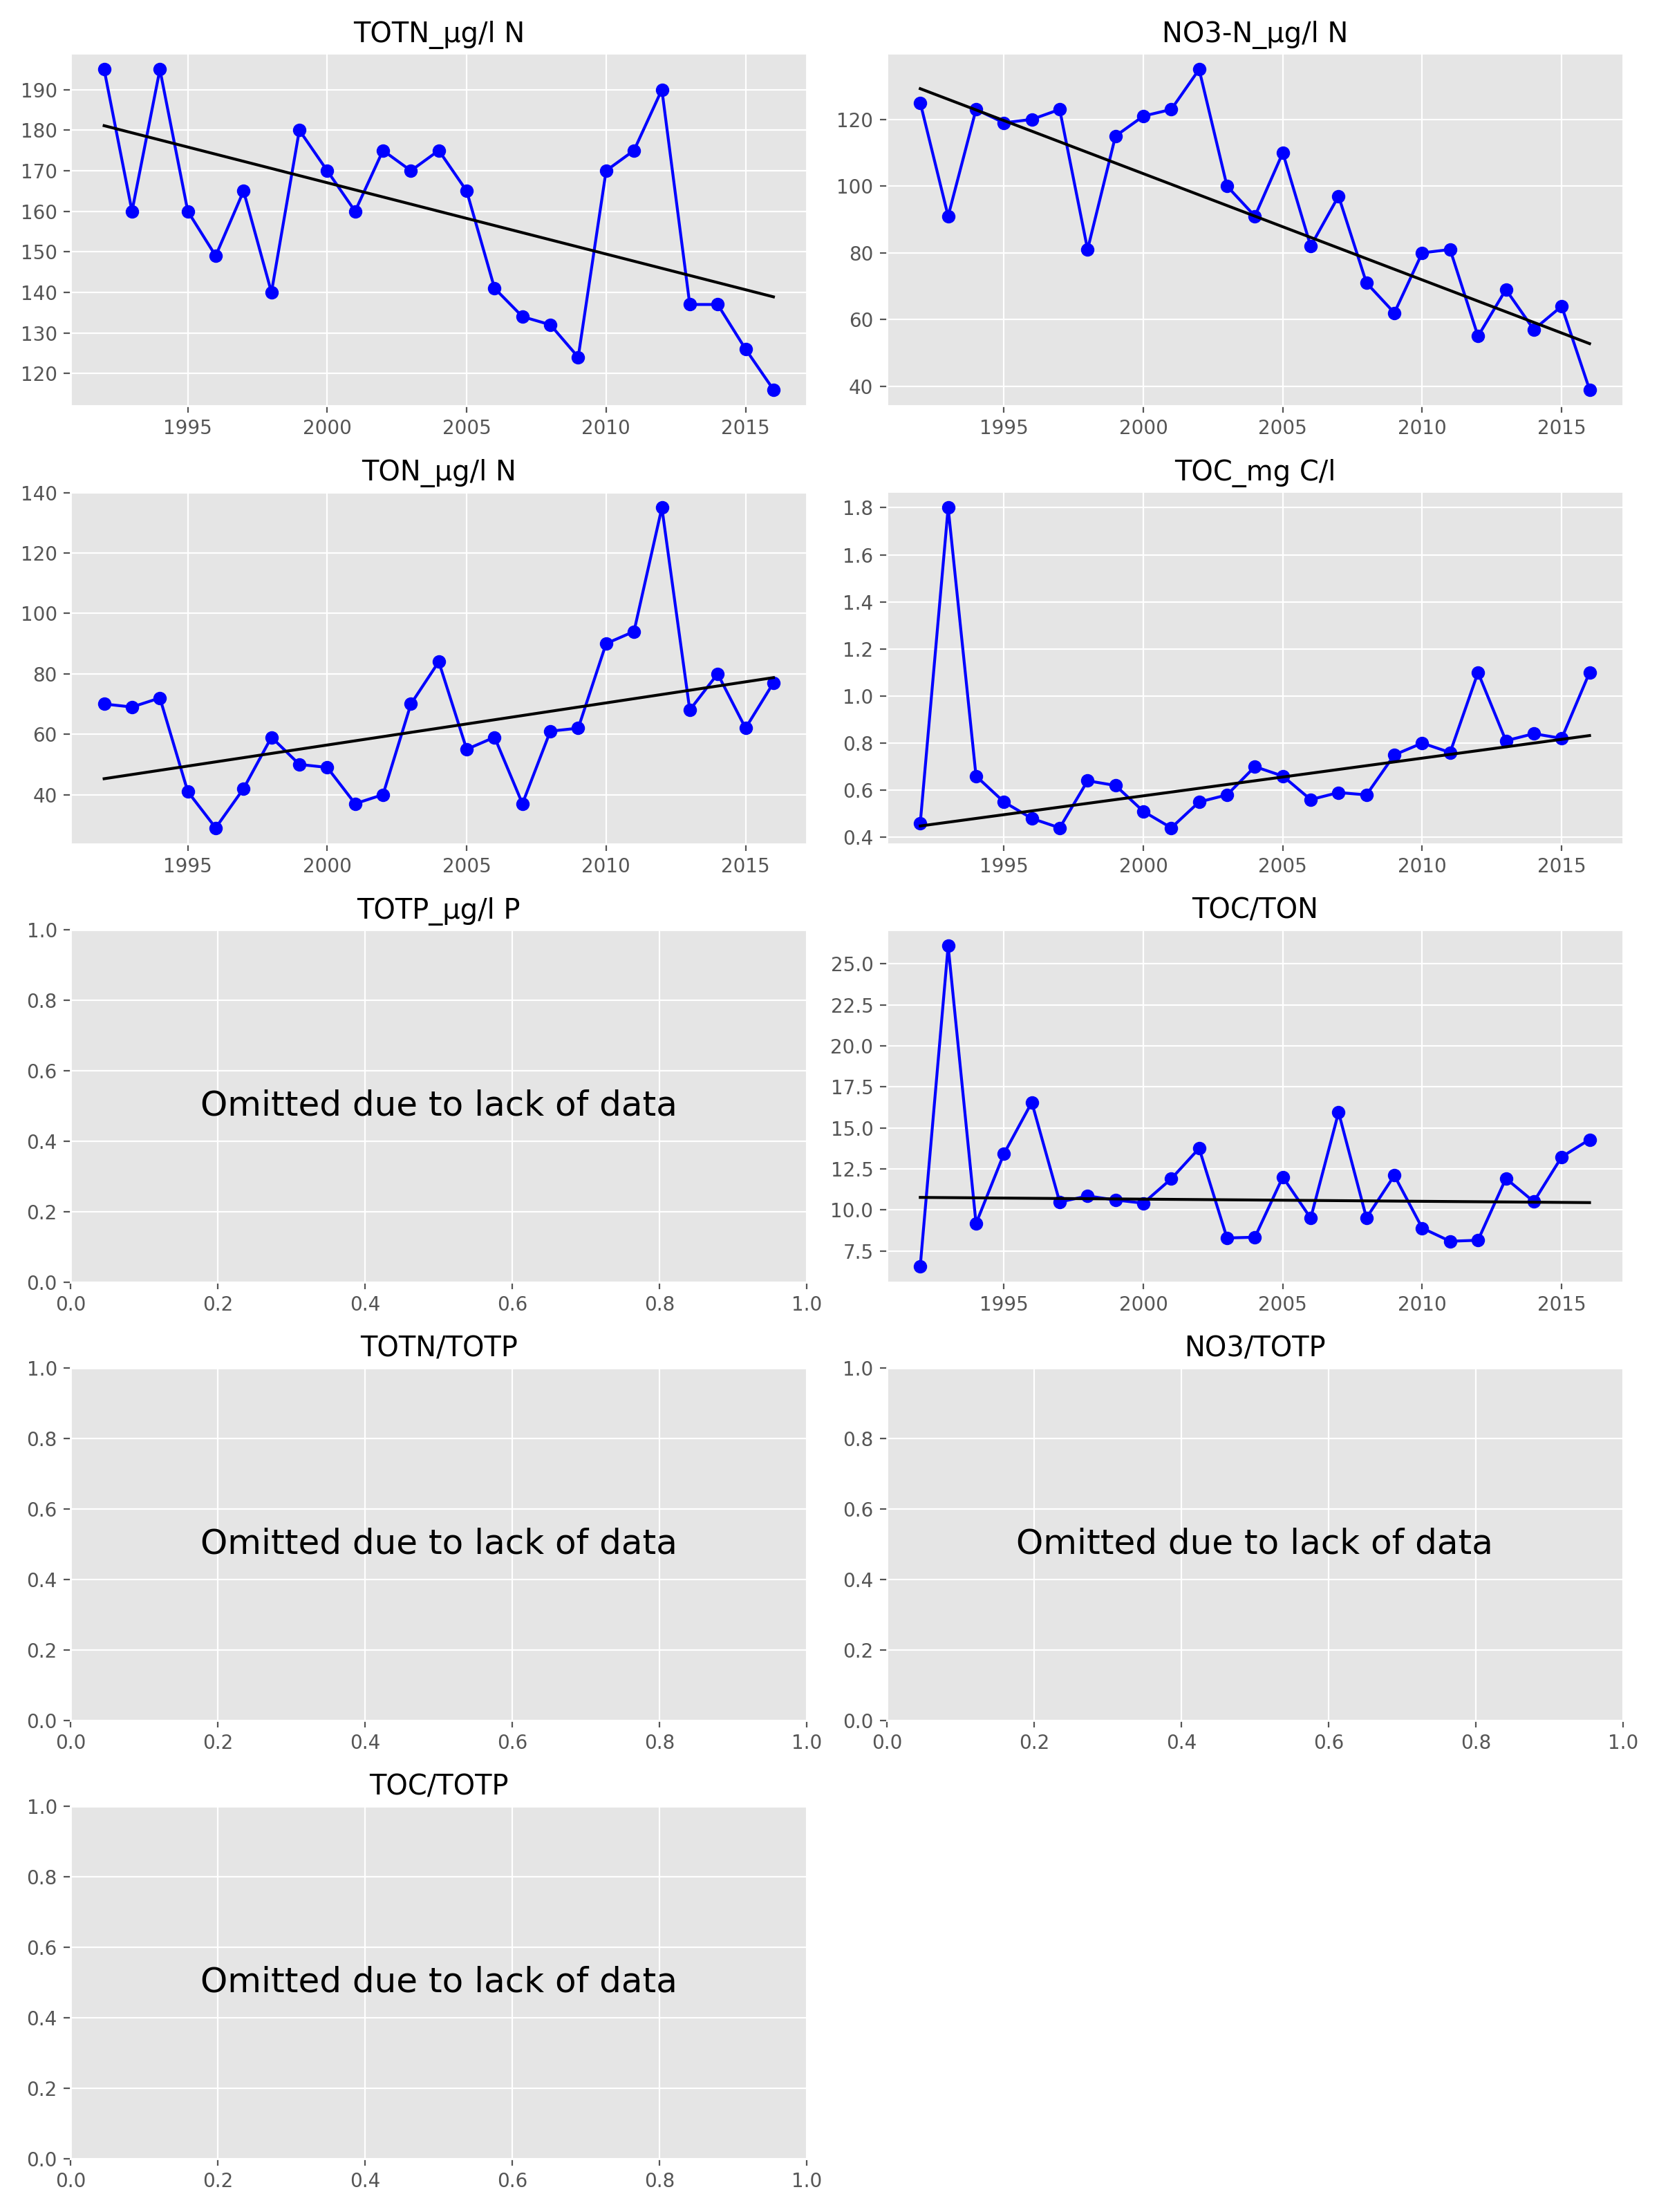 TOTN_µg/l N
190
180
170
160
150
140
130
120
1995 2000 2005 2010 2015
NO3-N_µg/l N
120
100
80
60
40
1995 2000 2005 2010 2015
TON_µg/l N
140
120
100
80
60
40
1995 2000 2005 2010 2015
TOC_mg C/l
1.8
1.6
1.4
1.2
1.0
0.8
0.6
0.4
1995 2000 2005 2010 2015
TOTP_µg/l P
1.0
0.8
0.6
Omitted due to lack of data
0.4
0.2
0.0
0.0 0.2 0.4 0.6 0.8 1.0
TOC/TON
25.0
22.5
20.0
17.5
15.0
12.5
10.0
7.5
1995 2000 2005 2010 2015
TOTN/TOTP
1.0
0.8
0.6
Omitted due to lack of data
0.4
0.2
0.0
0.0 0.2 0.4 0.6 0.8 1.0
NO3/TOTP
1.0
0.8
0.6
Omitted due to lack of data
0.4
0.2
0.0
0.0 0.2 0.4 0.6 0.8 1.0
TOC/TOTP
1.0
0.8
0.6
Omitted due to lack of data
0.4
0.2
0.0
0.0 0.2 0.4 0.6 0.8 1.0